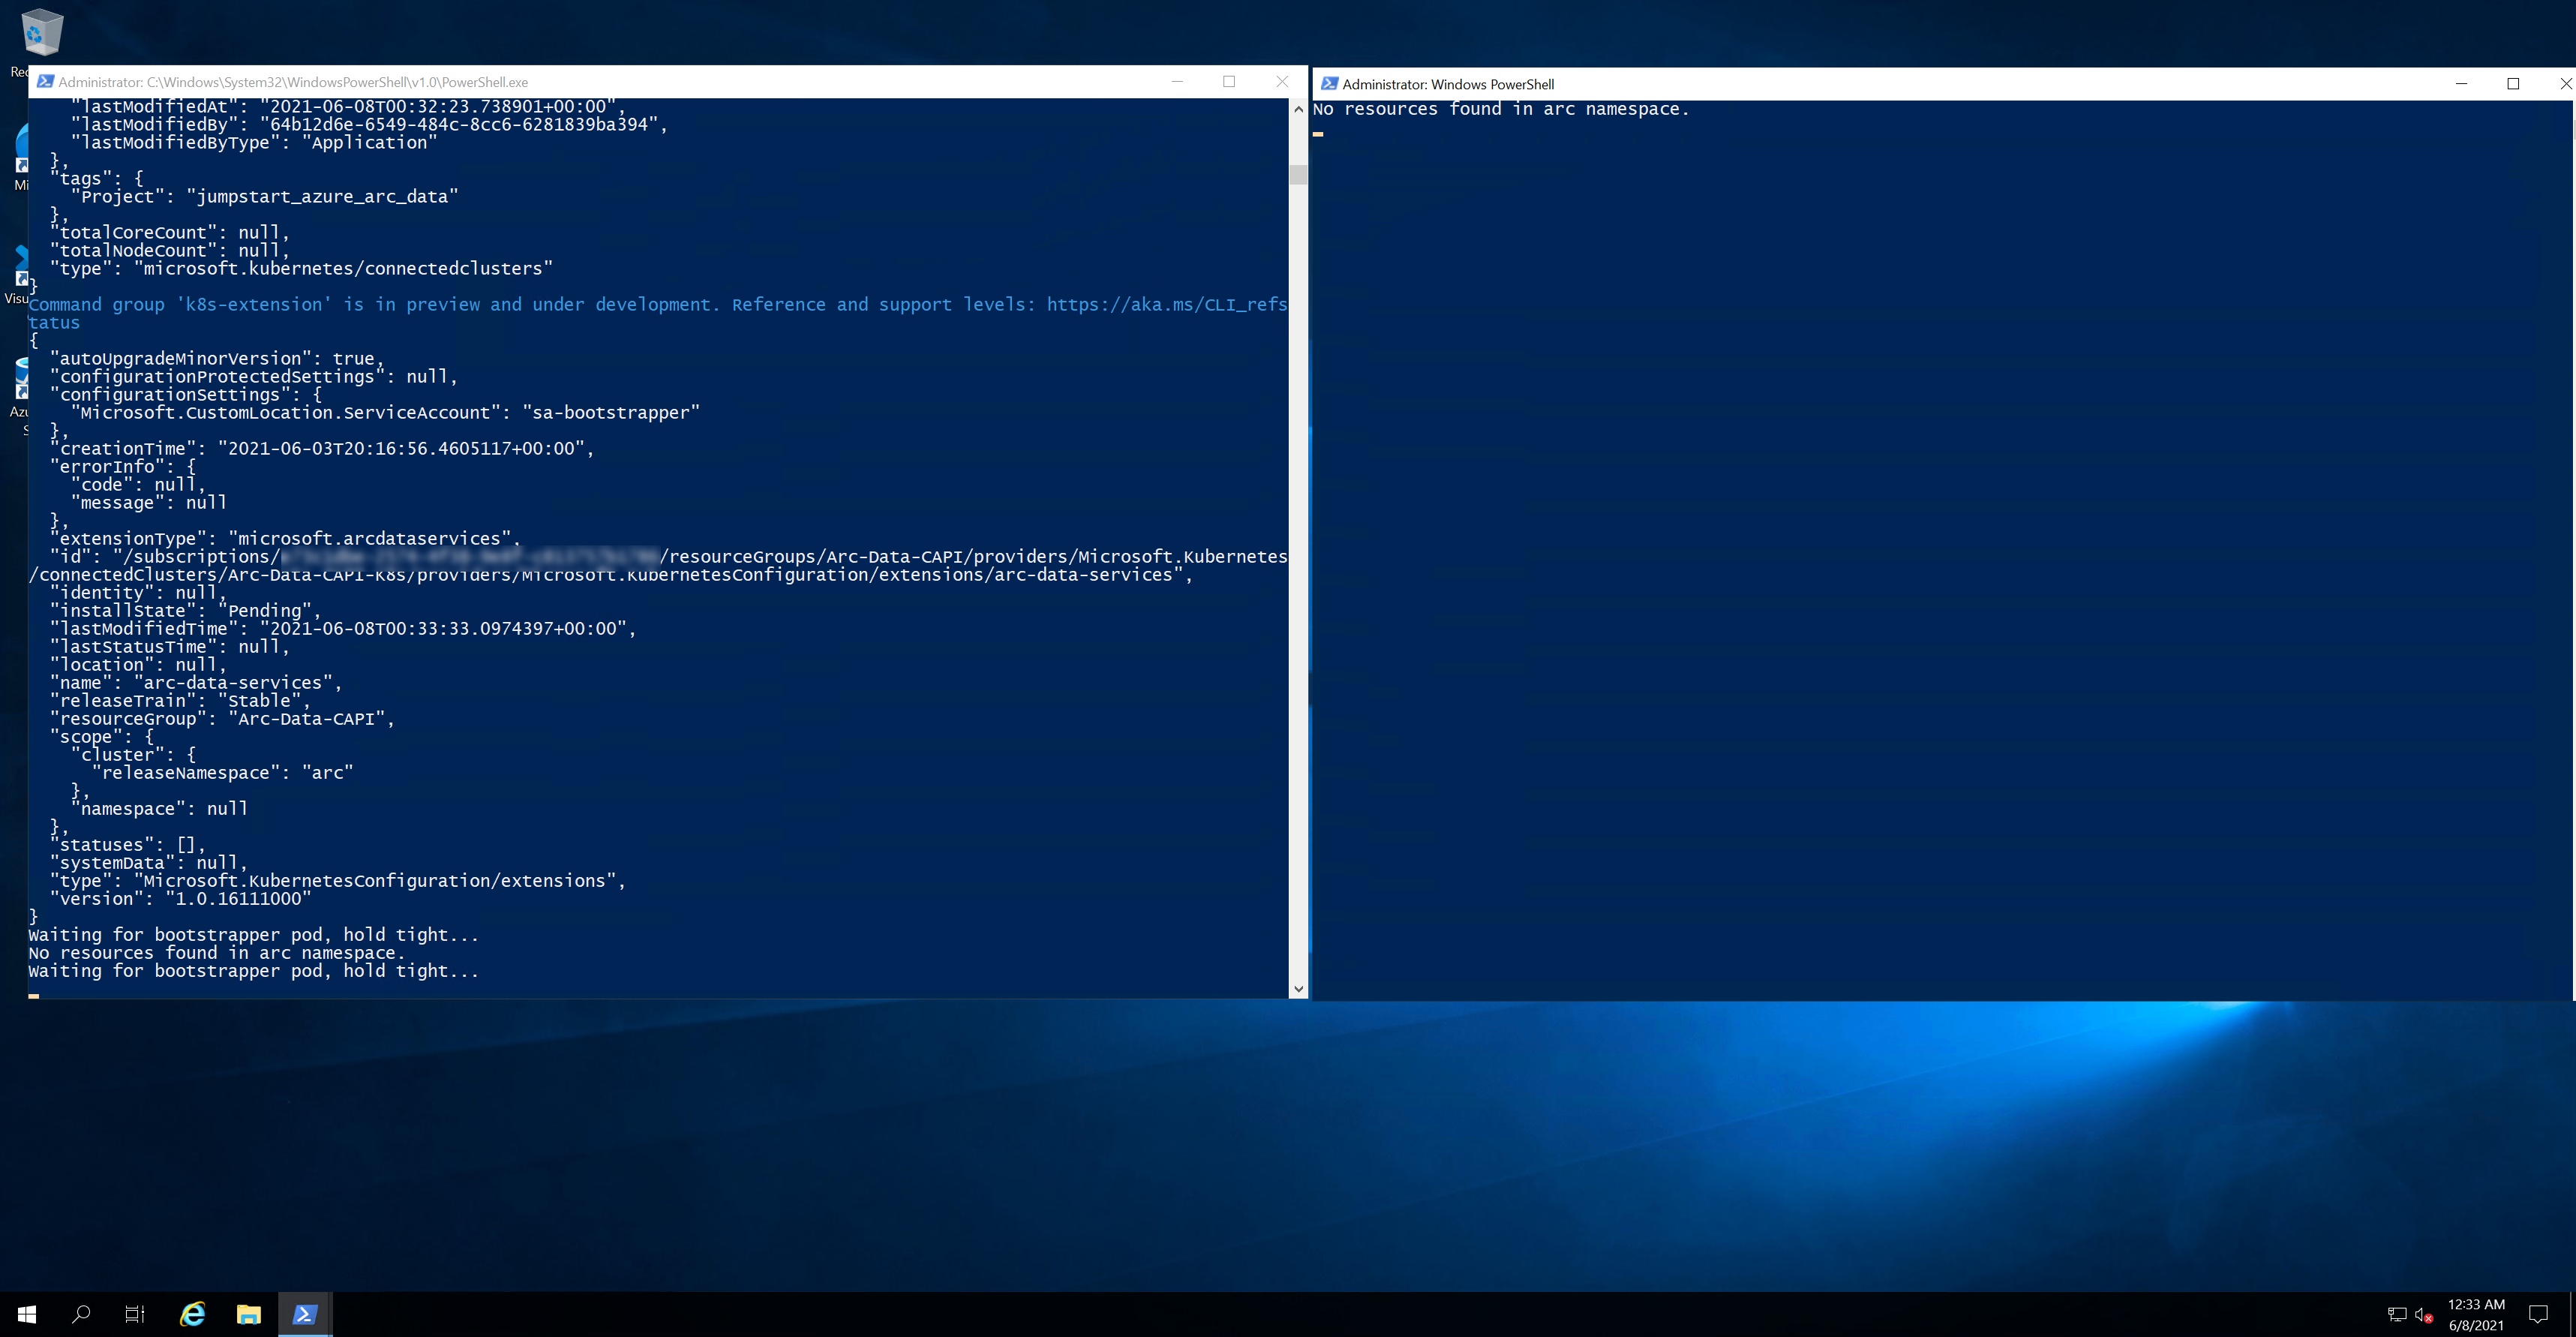 Rec
Mi
Visu
Azu
S
Administrator: C:\Windows\System32\WindowsPowerShell\v1.0\PowerShell.exe
"lastModifiedAt": "2021-06-08T00:32:23.738901+00:00",
"lastModifiedBy": "64b12d6e-6549-484c-8cc6-6281839ba394",
"lastModifiedByType": "Application"
},
"tags": {
"Project": "jumpstart_azure_arc_data"
},
"totalCoreCount": null,
"totalNodeCount": null,
"type": "microsoft.kubernetes/connectedclusters"
}
Command group 'k8s-extension' is in preview and under development. Reference and support levels: https://aka.ms/CLI_refs
tatus
{
"autoUpgradeMinorVersion": true,
"configurationProtectedSettings": null,
"configurationSettings": {
"Microsoft.CustomLocation.ServiceAccount": "sa-bootstrapper"
},
"creationTime": "2021-06-03T20:16:56.4605117+00:00",
"errorInfo": {
"code": null,
"message": null
},
"extensionType": "microsoft.arcdataservices",
"id": "/subscriptions/ /resourceGroups/Arc-Data-CAPI/providers/Microsoft.Kubernetes
/connectedClusters/Arc-Data-CAPI-K8s/providers/Microsoft.KubernetesConfiguration/extensions/arc-data-services",
"identity": null,
"installState": "Pending",
"lastModifiedTime": "2021-06-08T00:33:33.0974397+00:00",
"lastStatusTime": null,
"location": null,
"name": "arc-data-services",
"releaseTrain": "Stable",
"resourceGroup": "Arc-Data-CAPI",
"scope": {
"cluster": {
"releaseNamespace": "arc"
},
"namespace": null
},
"statuses": [],
"systemData": null,
"type": "Microsoft.KubernetesConfiguration/extensions",
"version": "1.0.16111000"
}
Waiting for bootstrapper pod, hold tight...
No resources found in arc namespace.
Waiting for bootstrapper pod, hold tight...
Administrator: Windows PowerShell
No resources found in arc namespace.
12:33 AM
6/8/2021